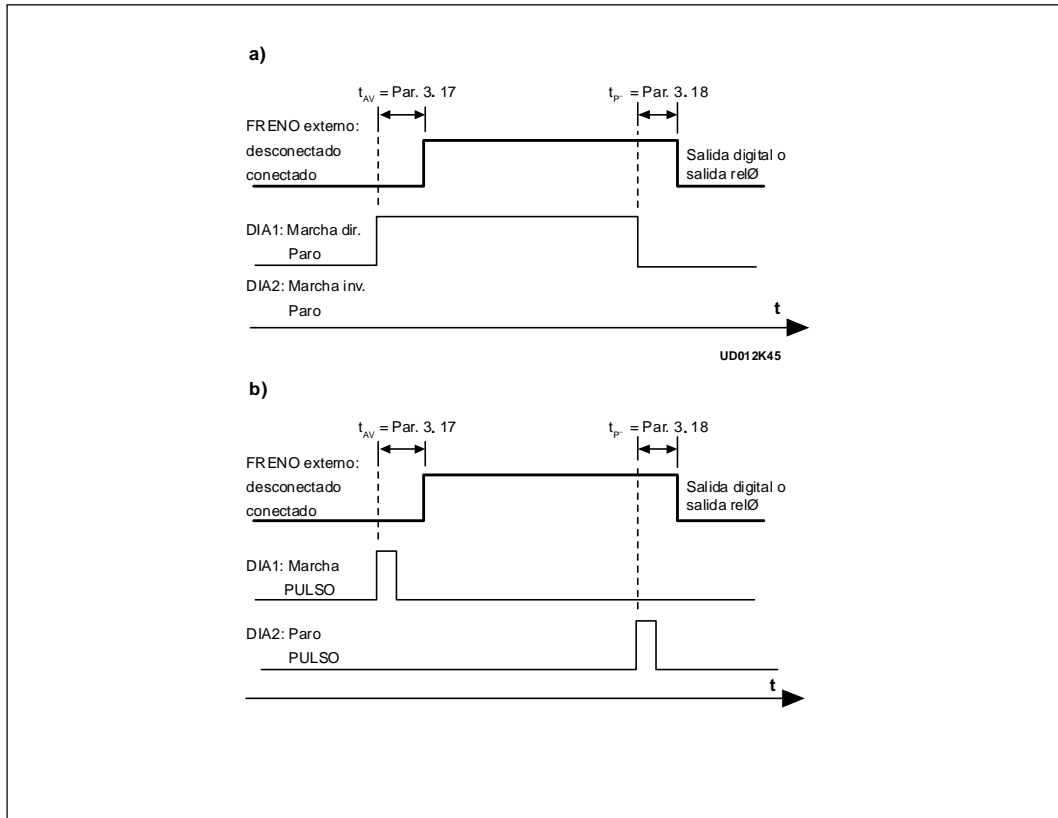 a)
t_AV = Par. 3. 17
t_P- = Par. 3. 18
FRENO externo:
desconectado
conectado
Salida digital o
salida relØ
DIA1: Marcha dir.
Paro
DIA2: Marcha inv.
Paro
t
UD012K45
b)
t_AV = Par. 3. 17
t_P- = Par. 3. 18
FRENO externo:
desconectado
conectado
Salida digital o
salida relØ
DIA1: Marcha
PULSO
DIA2: Paro
PULSO
t